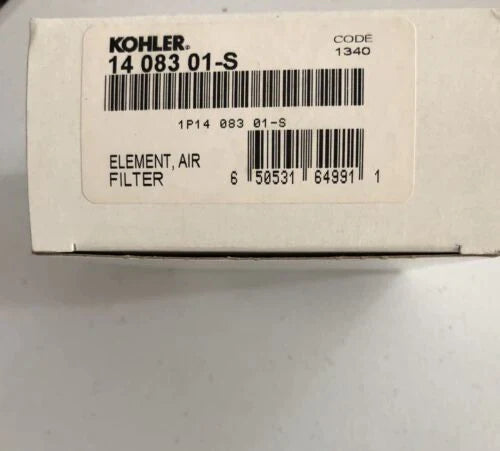 KOHLER®
CODE
1340
14 083 01-S
1P14 083 01-S
ELEMENT, AIR
FILTER
6 50531 64991 1